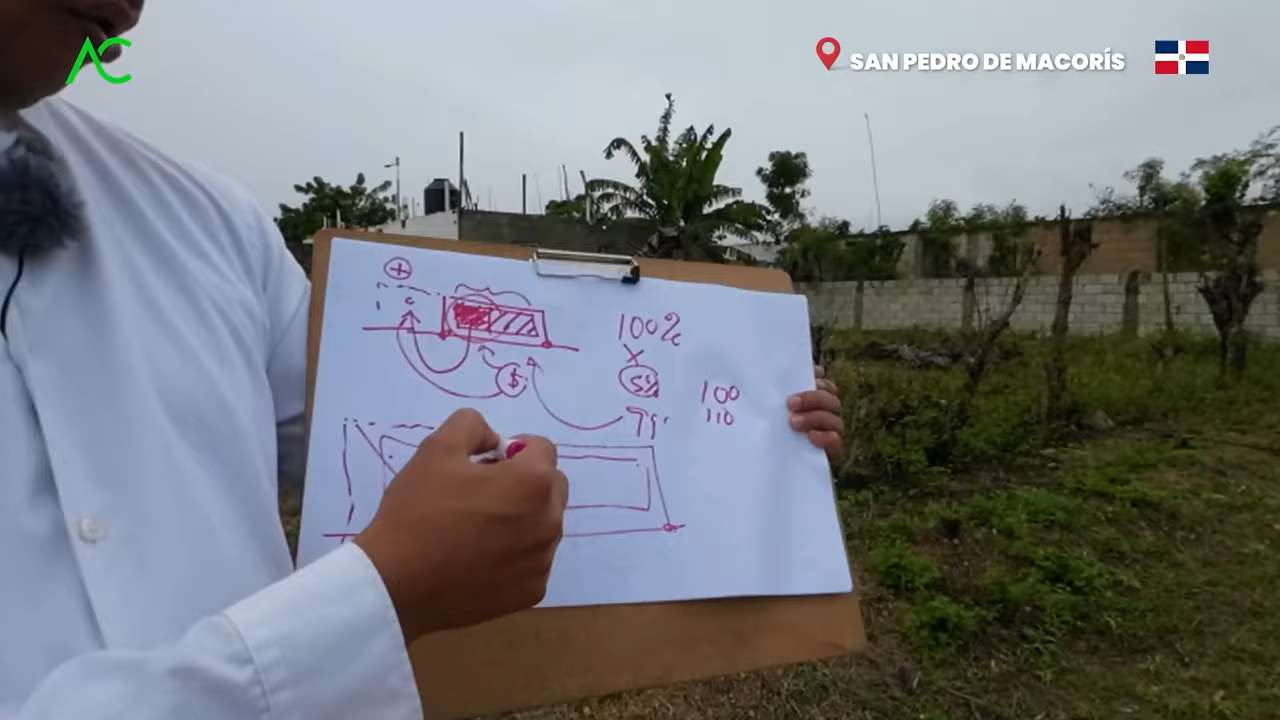 AC
SAN PEDRO DE MACORÍS
+
$
100%
x
5%
100
110